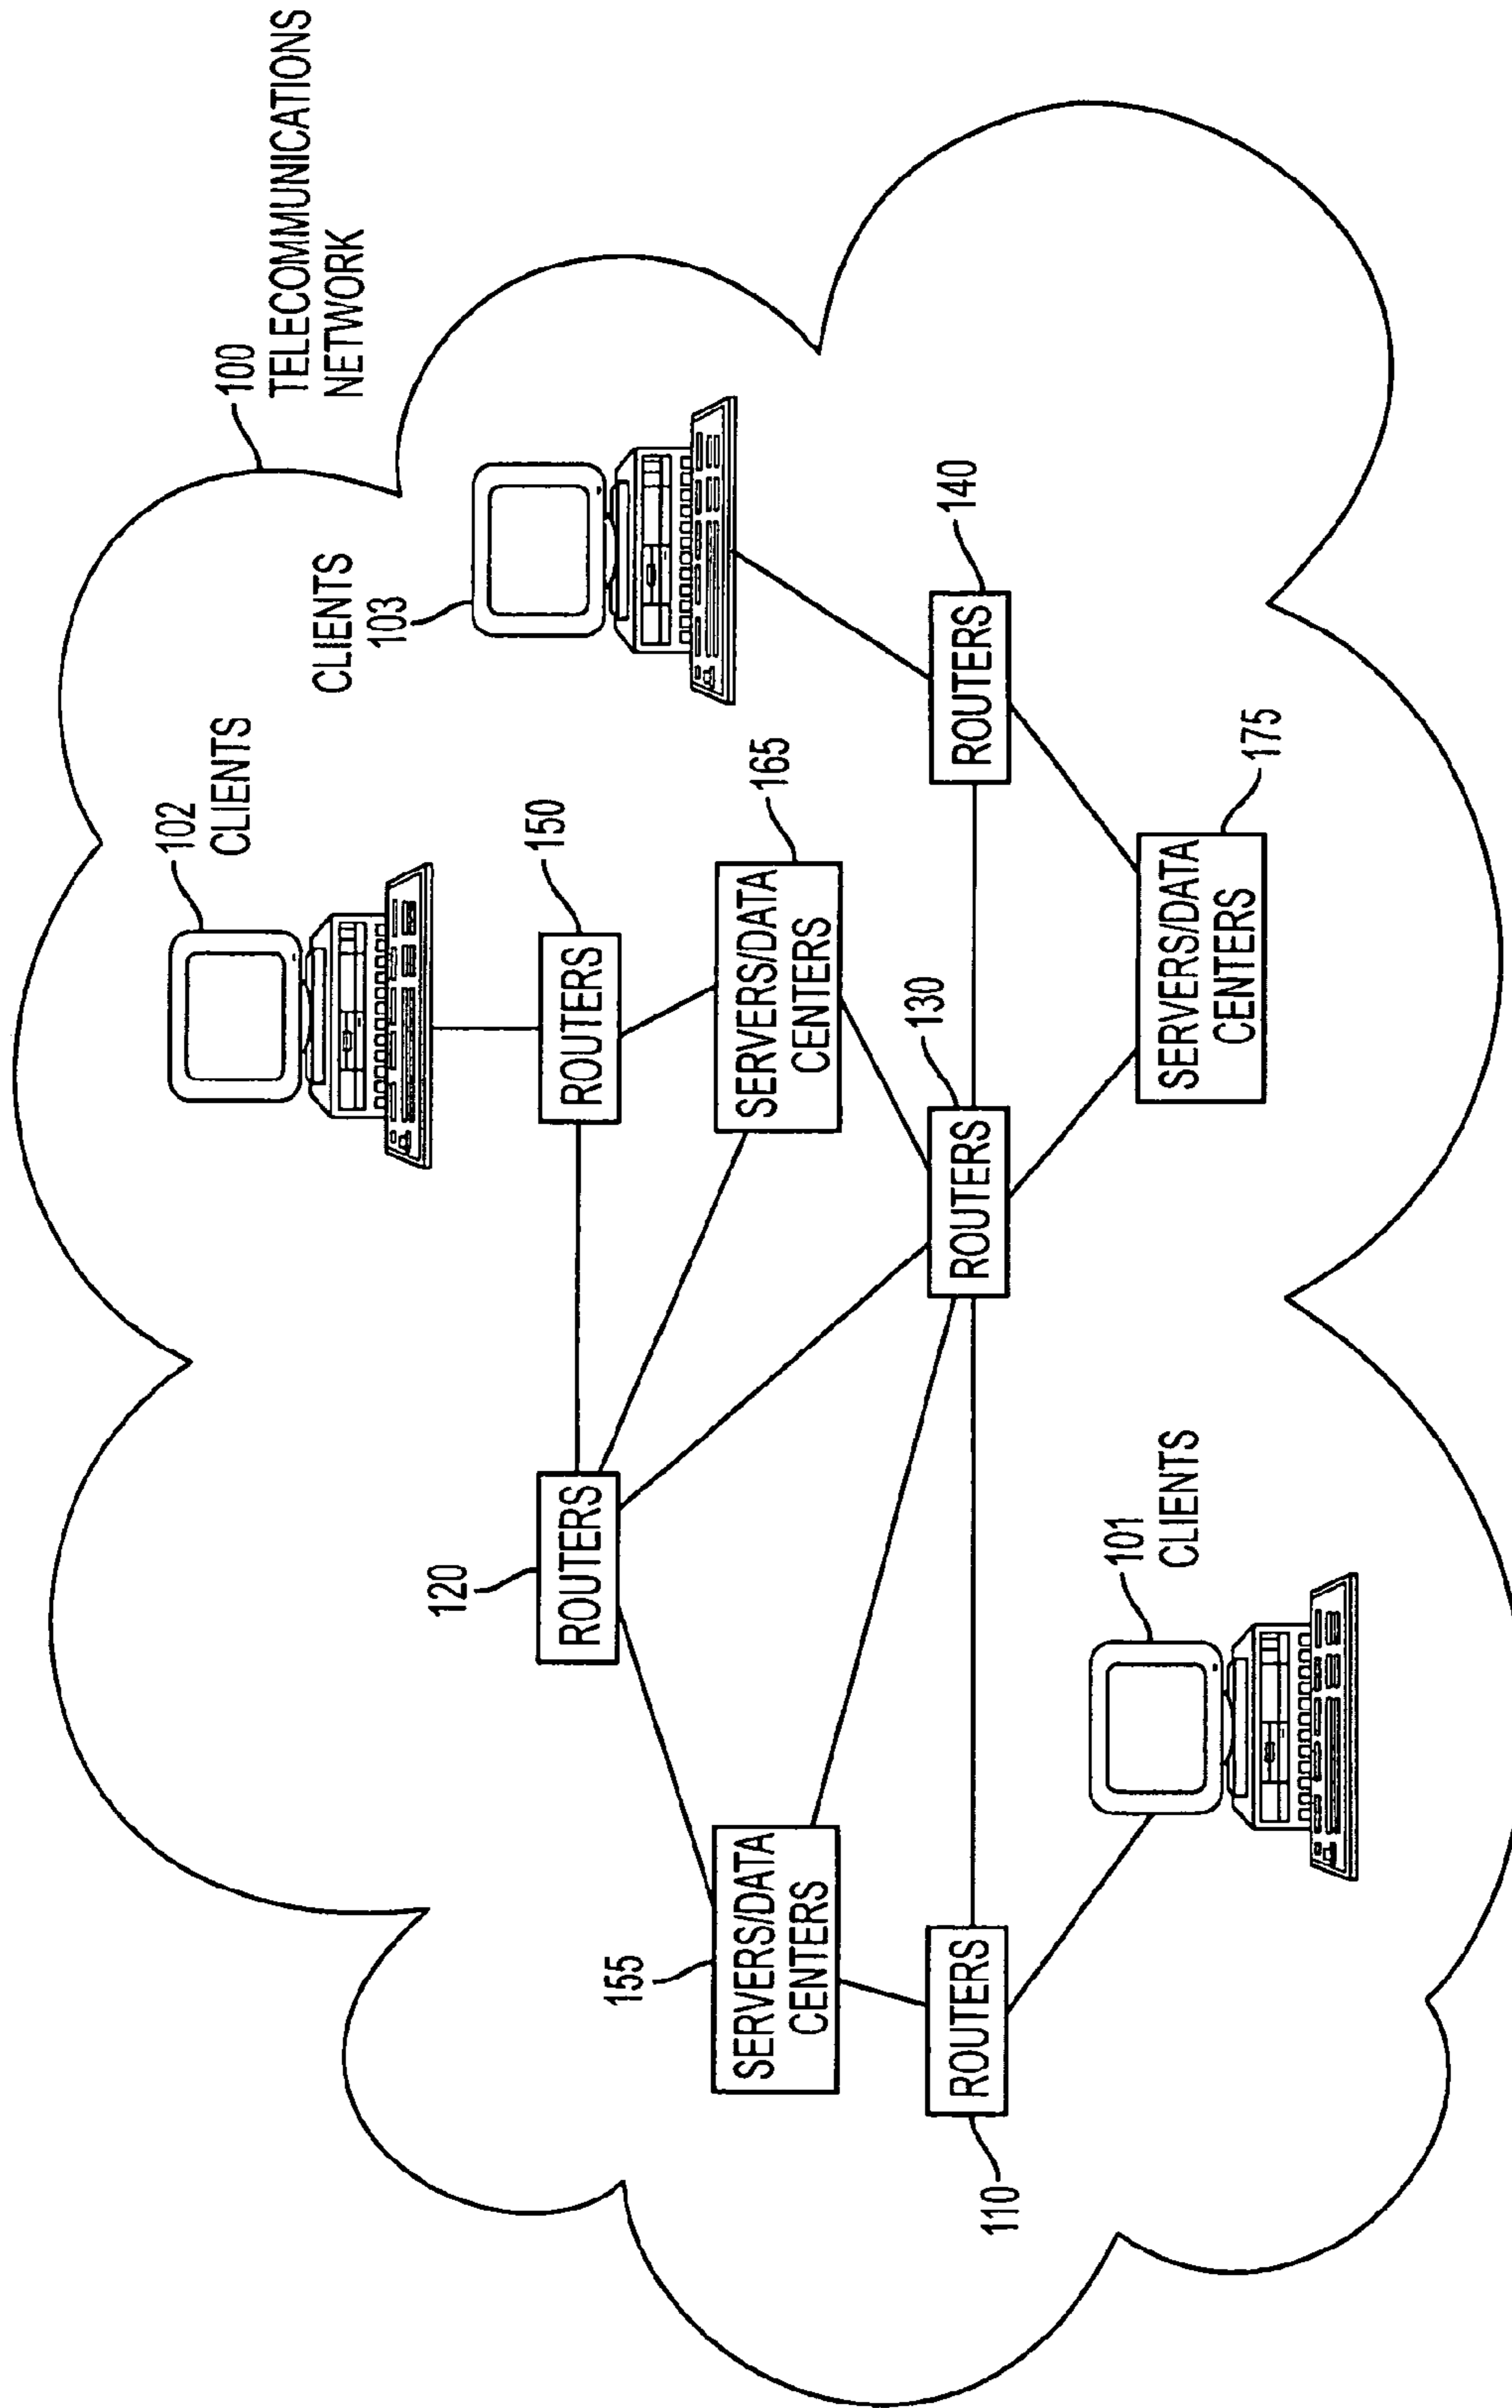 100
TELECOMMUNICATIONS
NETWORK
102
CLIENTS
CLIENTS
103
120
ROUTERS
ROUTERS
150
155
SERVERS/DATA
CENTERS
SERVERS/DATA
CENTERS
165
110
ROUTERS
ROUTERS
130
ROUTERS
140
101
CLIENTS
SERVERS/DATA
CENTERS
175